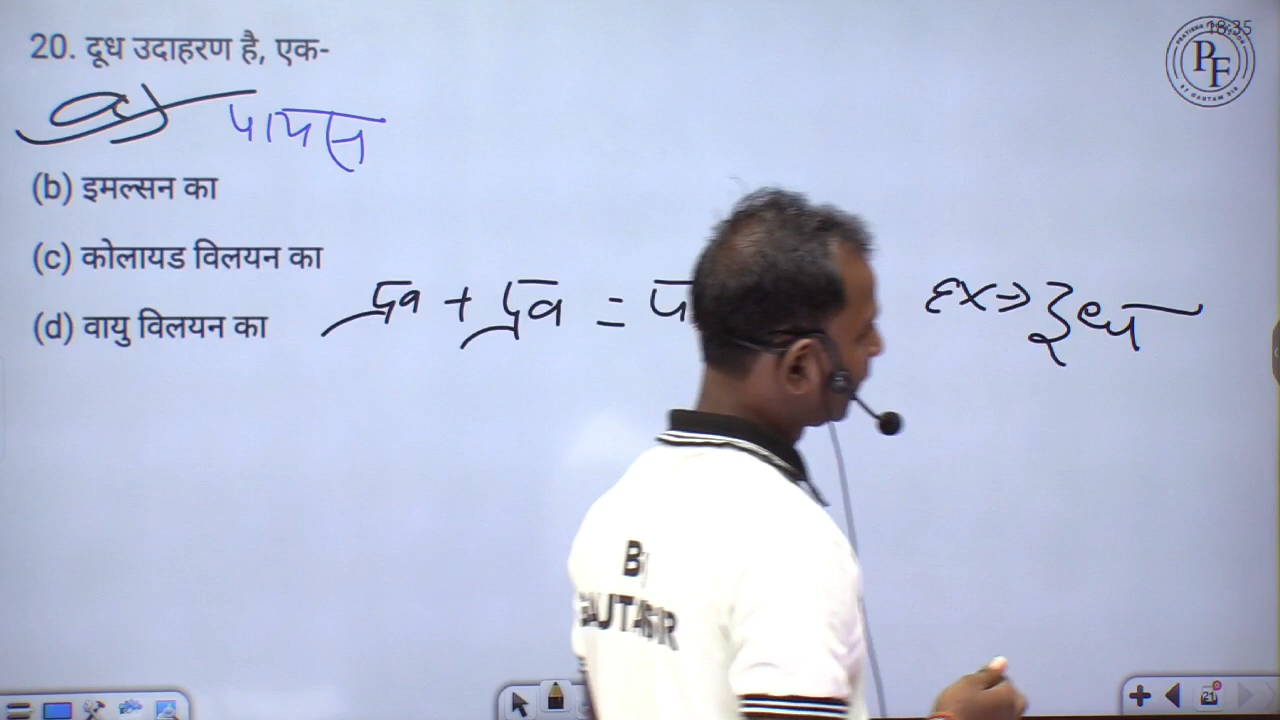 18:35
20. दूध उदाहरण है, एक-
PF
BY GAUTAM SIR
a) पायस
(b) इमल्सन का
(c) कोलायड विलयन का
द्रव + द्रव = Ex → दूध
(d) वायु विलयन का
21